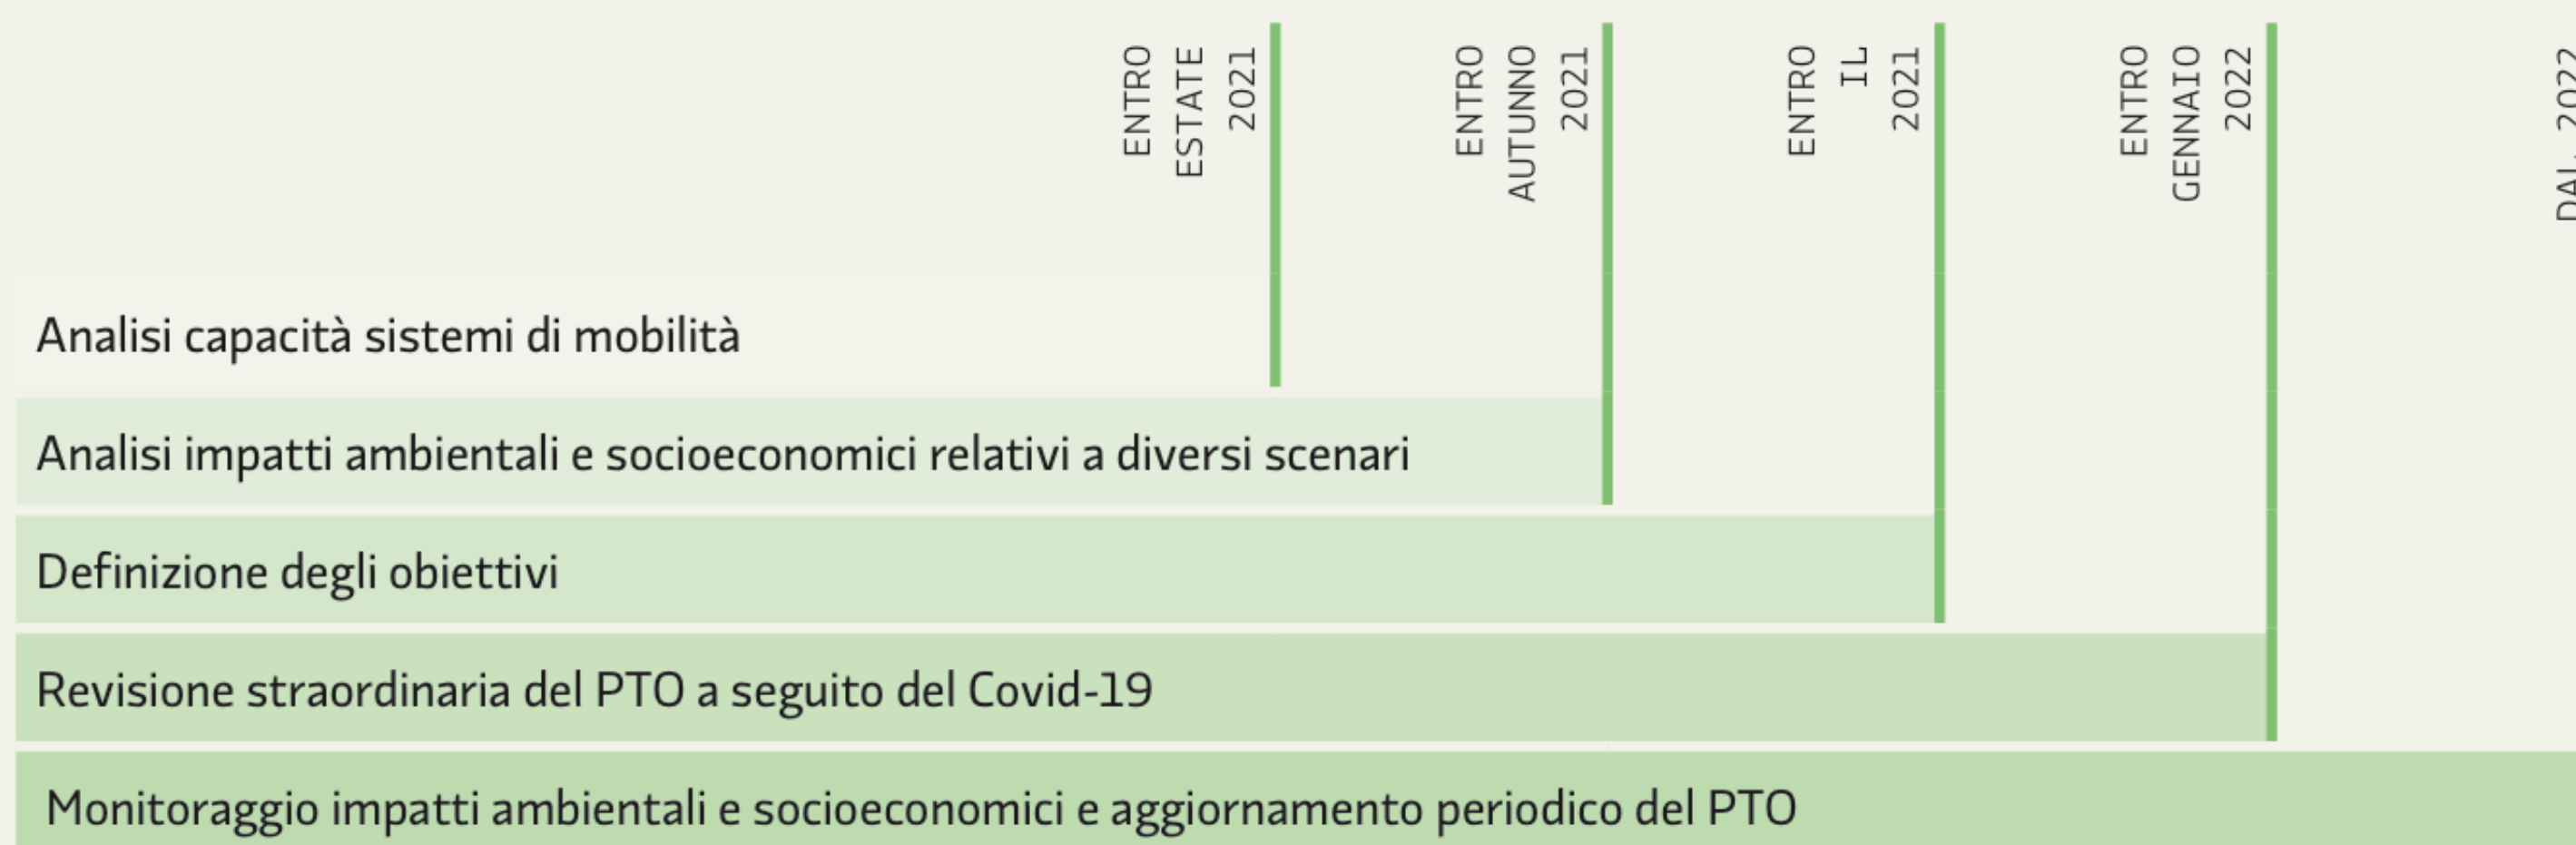 ENTRO
ESTATE
2021
ENTRO
AUTUNNO
2021
ENTRO
IL
2021
ENTRO
GENNAIO
2022
DAL 2022
Analisi capacità sistemi di mobilità
Analisi impatti ambientali e socioeconomici relativi a diversi scenari
Definizione degli obiettivi
Revisione straordinaria del PTO a seguito del Covid-19
Monitoraggio impatti ambientali e socioeconomici e aggiornamento periodico del PTO